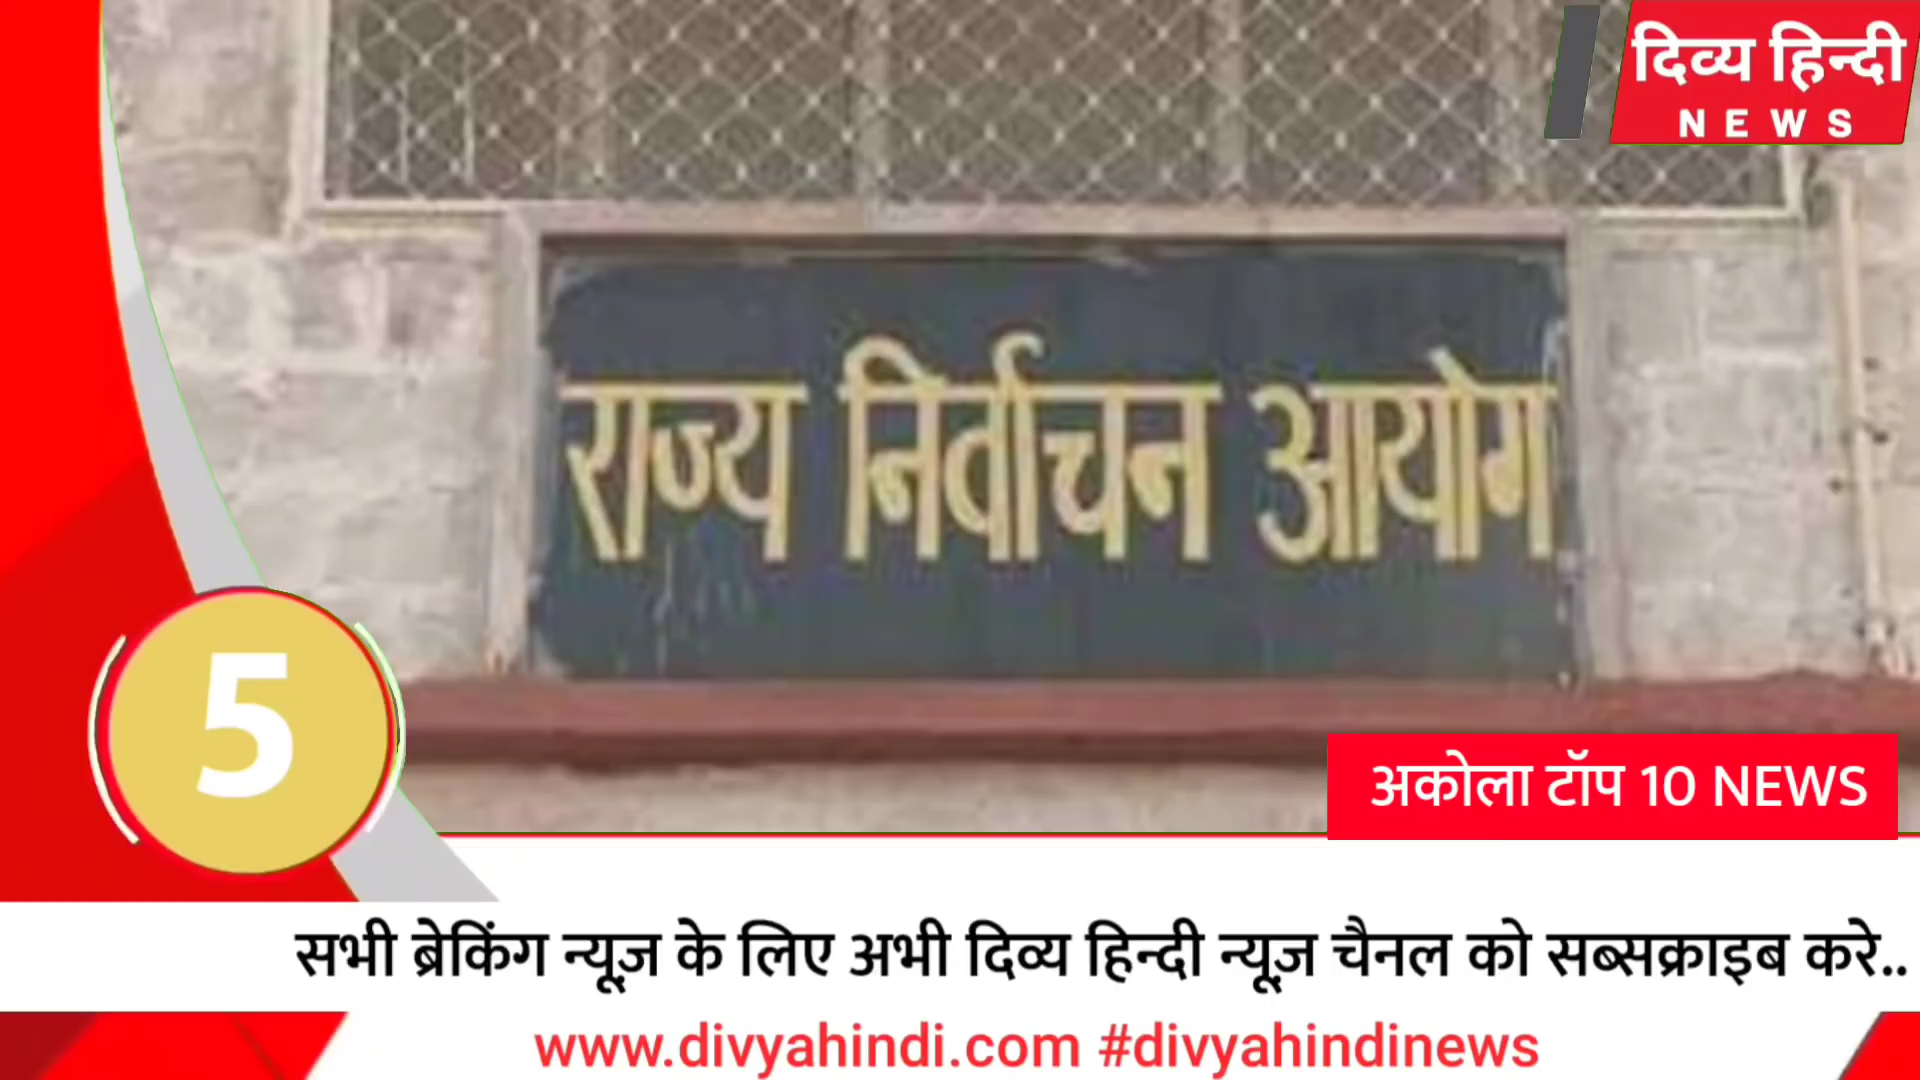 दिव्य हिन्दी
NEWS
राज्य निर्वाचन आयोग
5
अकोला टॉप 10 NEWS
सभी ब्रेकिंग न्यूज़ के लिए अभी दिव्य हिन्दी न्यूज़ चैनल को सब्सक्राइब करे..
www.divyahindi.com #divyahindinews